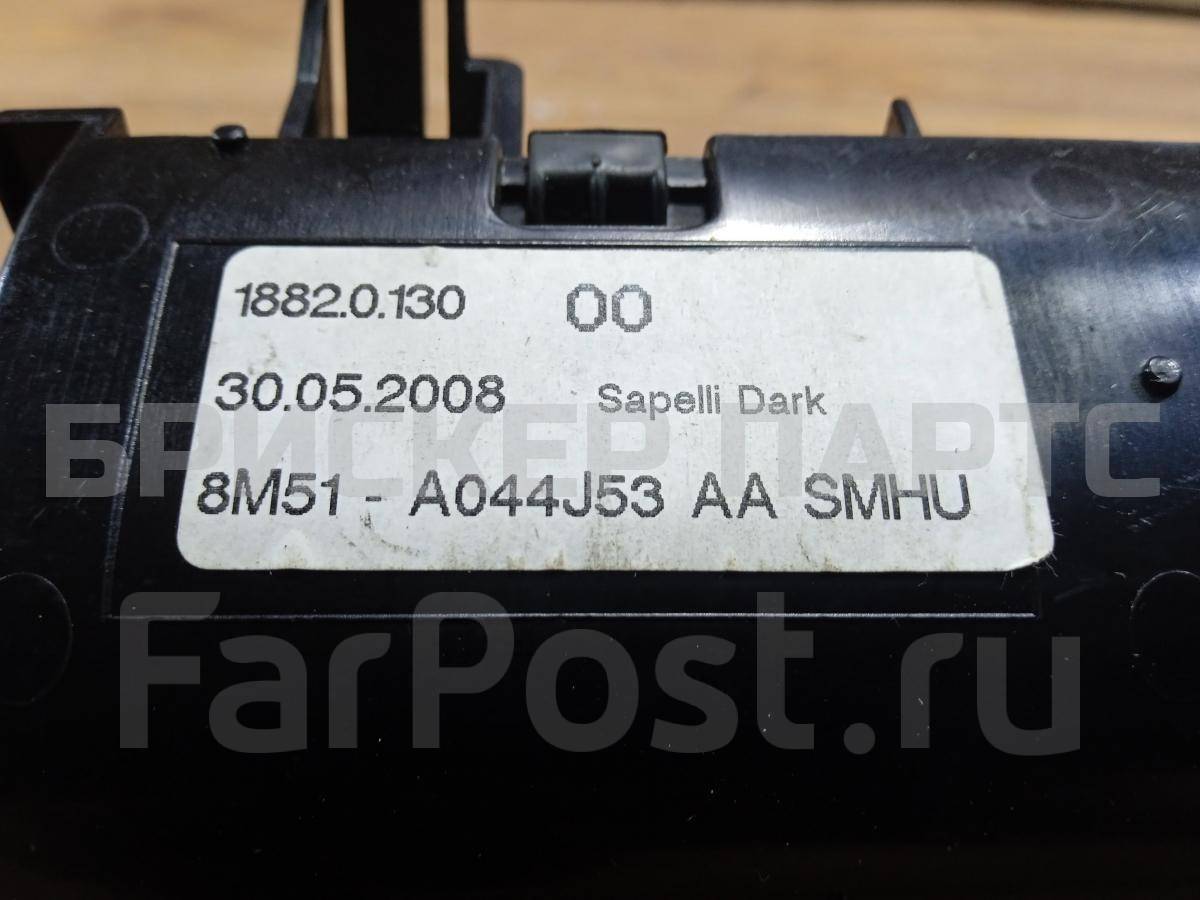 1882.0.130 00
30.05.2008 Sapelli Dark
БРИСКЕР ПАРТС
8M51 - A044J53 AA SMHU
FarPost.ru